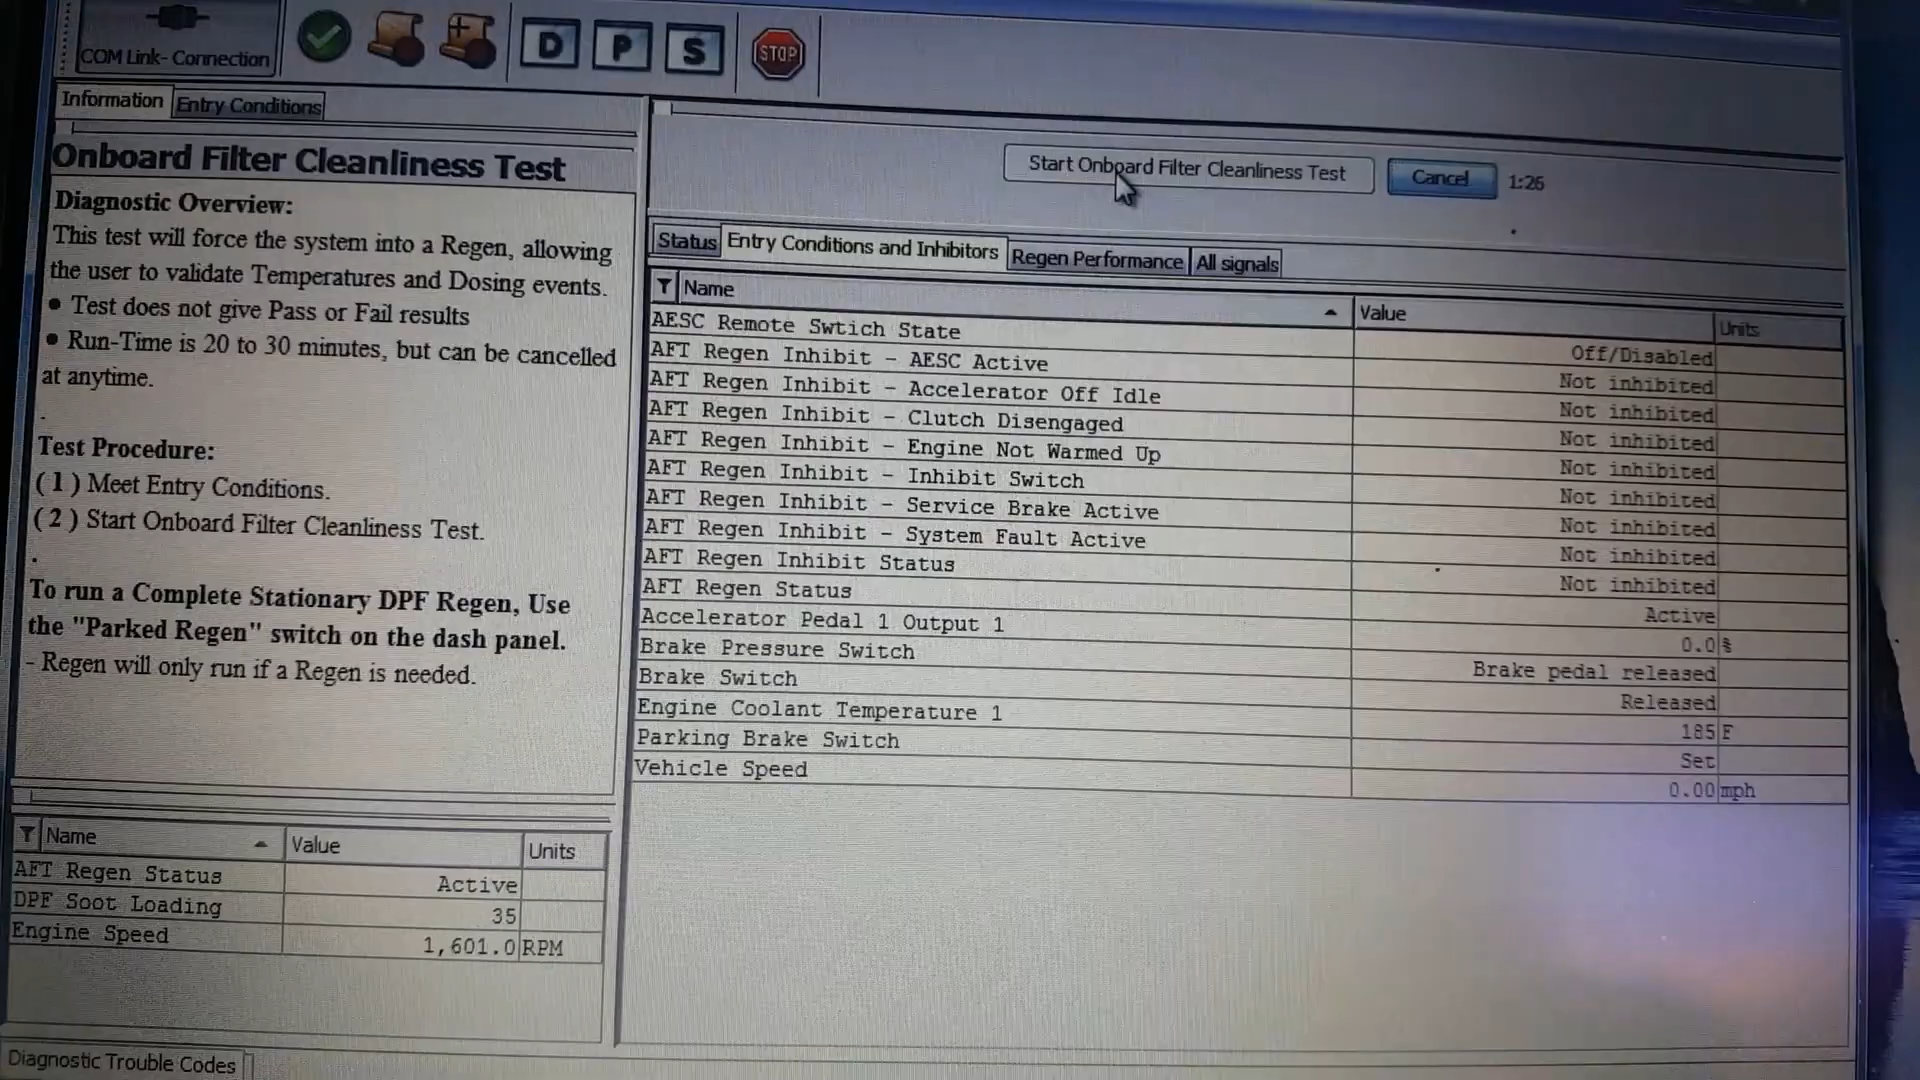 COM Link- Connection
D P S STOP
Information Entry Conditions
Onboard Filter Cleanliness Test
Diagnostic Overview:
This test will force the system into a Regen, allowing
the user to validate Temperatures and Dosing events.
• Test does not give Pass or Fail results
• Run-Time is 20 to 30 minutes, but can be cancelled
at anytime.
.
Test Procedure:
( 1 ) Meet Entry Conditions.
( 2 ) Start Onboard Filter Cleanliness Test.
.
To run a Complete Stationary DPF Regen, Use
the "Parked Regen" switch on the dash panel.
- Regen will only run if a Regen is needed.
Name Value Units
AFT Regen Status Active
DPF Soot Loading 35
Engine Speed 1,601.0 RPM
Diagnostic Trouble Codes
Start Onboard Filter Cleanliness Test Cancel 1:26
Status Entry Conditions and Inhibitors Regen Performance All signals
Name Value Units
AESC Remote Swtich State Off/Disabled
AFT Regen Inhibit - AESC Active Not inhibited
AFT Regen Inhibit - Accelerator Off Idle Not inhibited
AFT Regen Inhibit - Clutch Disengaged Not inhibited
AFT Regen Inhibit - Engine Not Warmed Up Not inhibited
AFT Regen Inhibit - Inhibit Switch Not inhibited
AFT Regen Inhibit - Service Brake Active Not inhibited
AFT Regen Inhibit - System Fault Active Not inhibited
AFT Regen Inhibit Status Not inhibited
AFT Regen Status Active
Accelerator Pedal 1 Output 1 0.0 %
Brake Pressure Switch Brake pedal released
Brake Switch Released
Engine Coolant Temperature 1 185 F
Parking Brake Switch Set
Vehicle Speed 0.00 mph